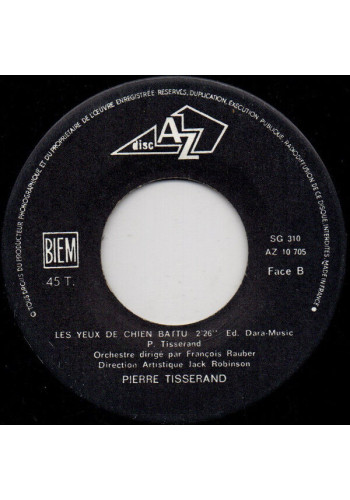 TOUS DROITS DU PRODUCTEUR PHONOGRAPHIQUE ET DU PROPRIETAIRE DE L'ŒUVRE ENREGISTREE RESERVES, DUPLICATION, EXECUTION PUBLIQUE, RADIODIFFUSION DE CE DISQUE INTERDITES MADE IN FRANCE
disc AZ
BIEM
45 T.
SG 310
AZ 10 705
Face B
LES YEUX DE CHIEN BATTU 2'26'' Ed. Dara-Music
P. Tisserand
Orchestre dirigé par François Rauber
Direction Artistique Jack Robinson
PIERRE TISSERAND